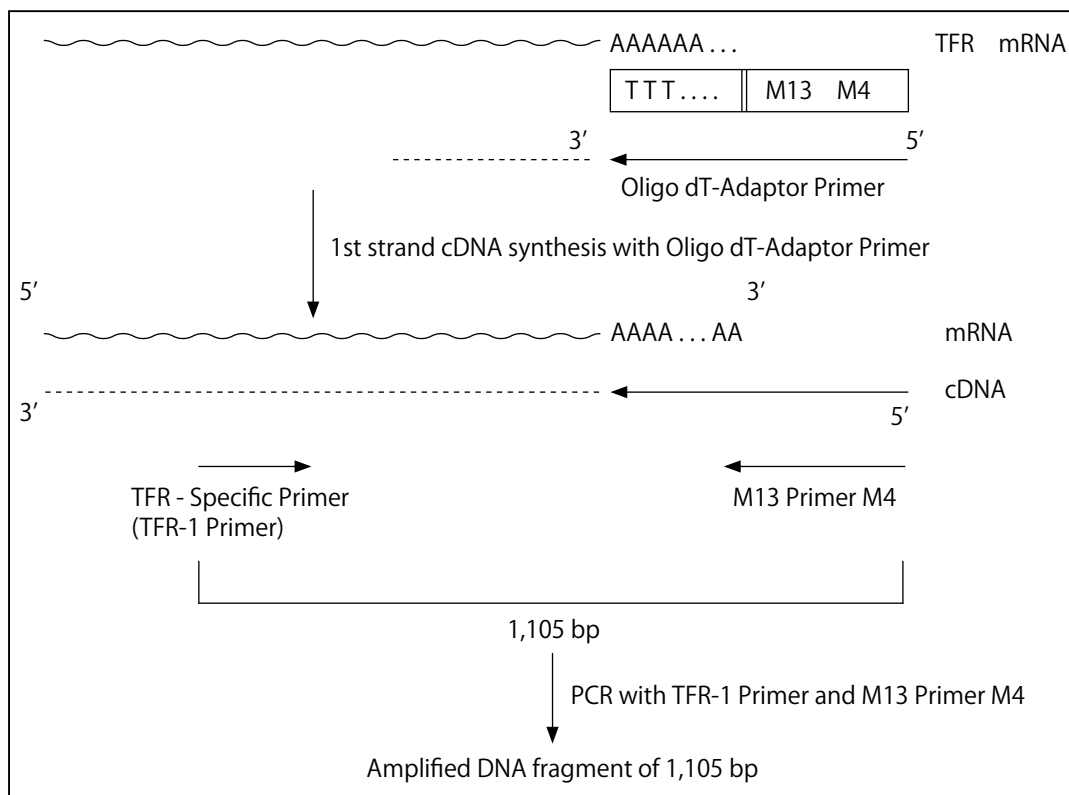 AAAAAA ... TFR mRNA
T T T .... M13 M4
3′ 5′
Oligo dT-Adaptor Primer
1st strand cDNA synthesis with Oligo dT-Adaptor Primer
5′ 3′
AAAA ... AA mRNA
cDNA
3′ 5′
TFR - Specific Primer
(TFR-1 Primer)
M13 Primer M4
1,105 bp
PCR with TFR-1 Primer and M13 Primer M4
Amplified DNA fragment of 1,105 bp